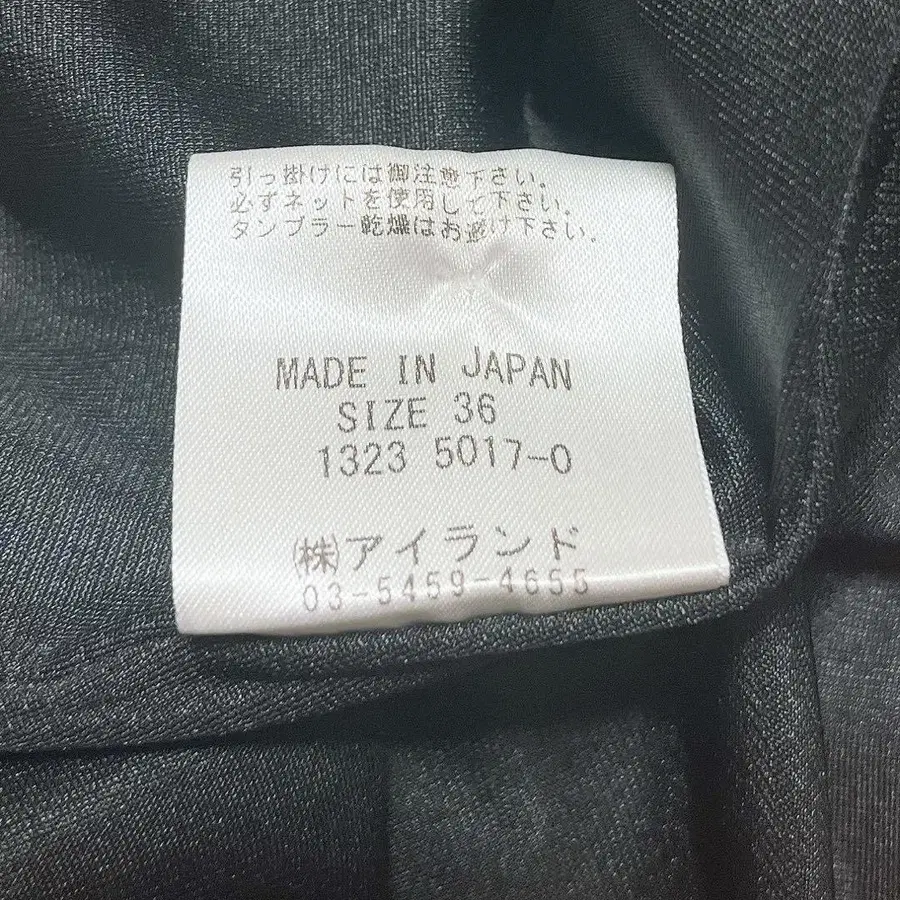 引っ掛けには御注意下さい。
必ずネットを使用して下さい。
タンブラー乾燥はお避け下さい。
MADE IN JAPAN
SIZE 36
1323 5017-0
(株)アイランド
03-5459-4655